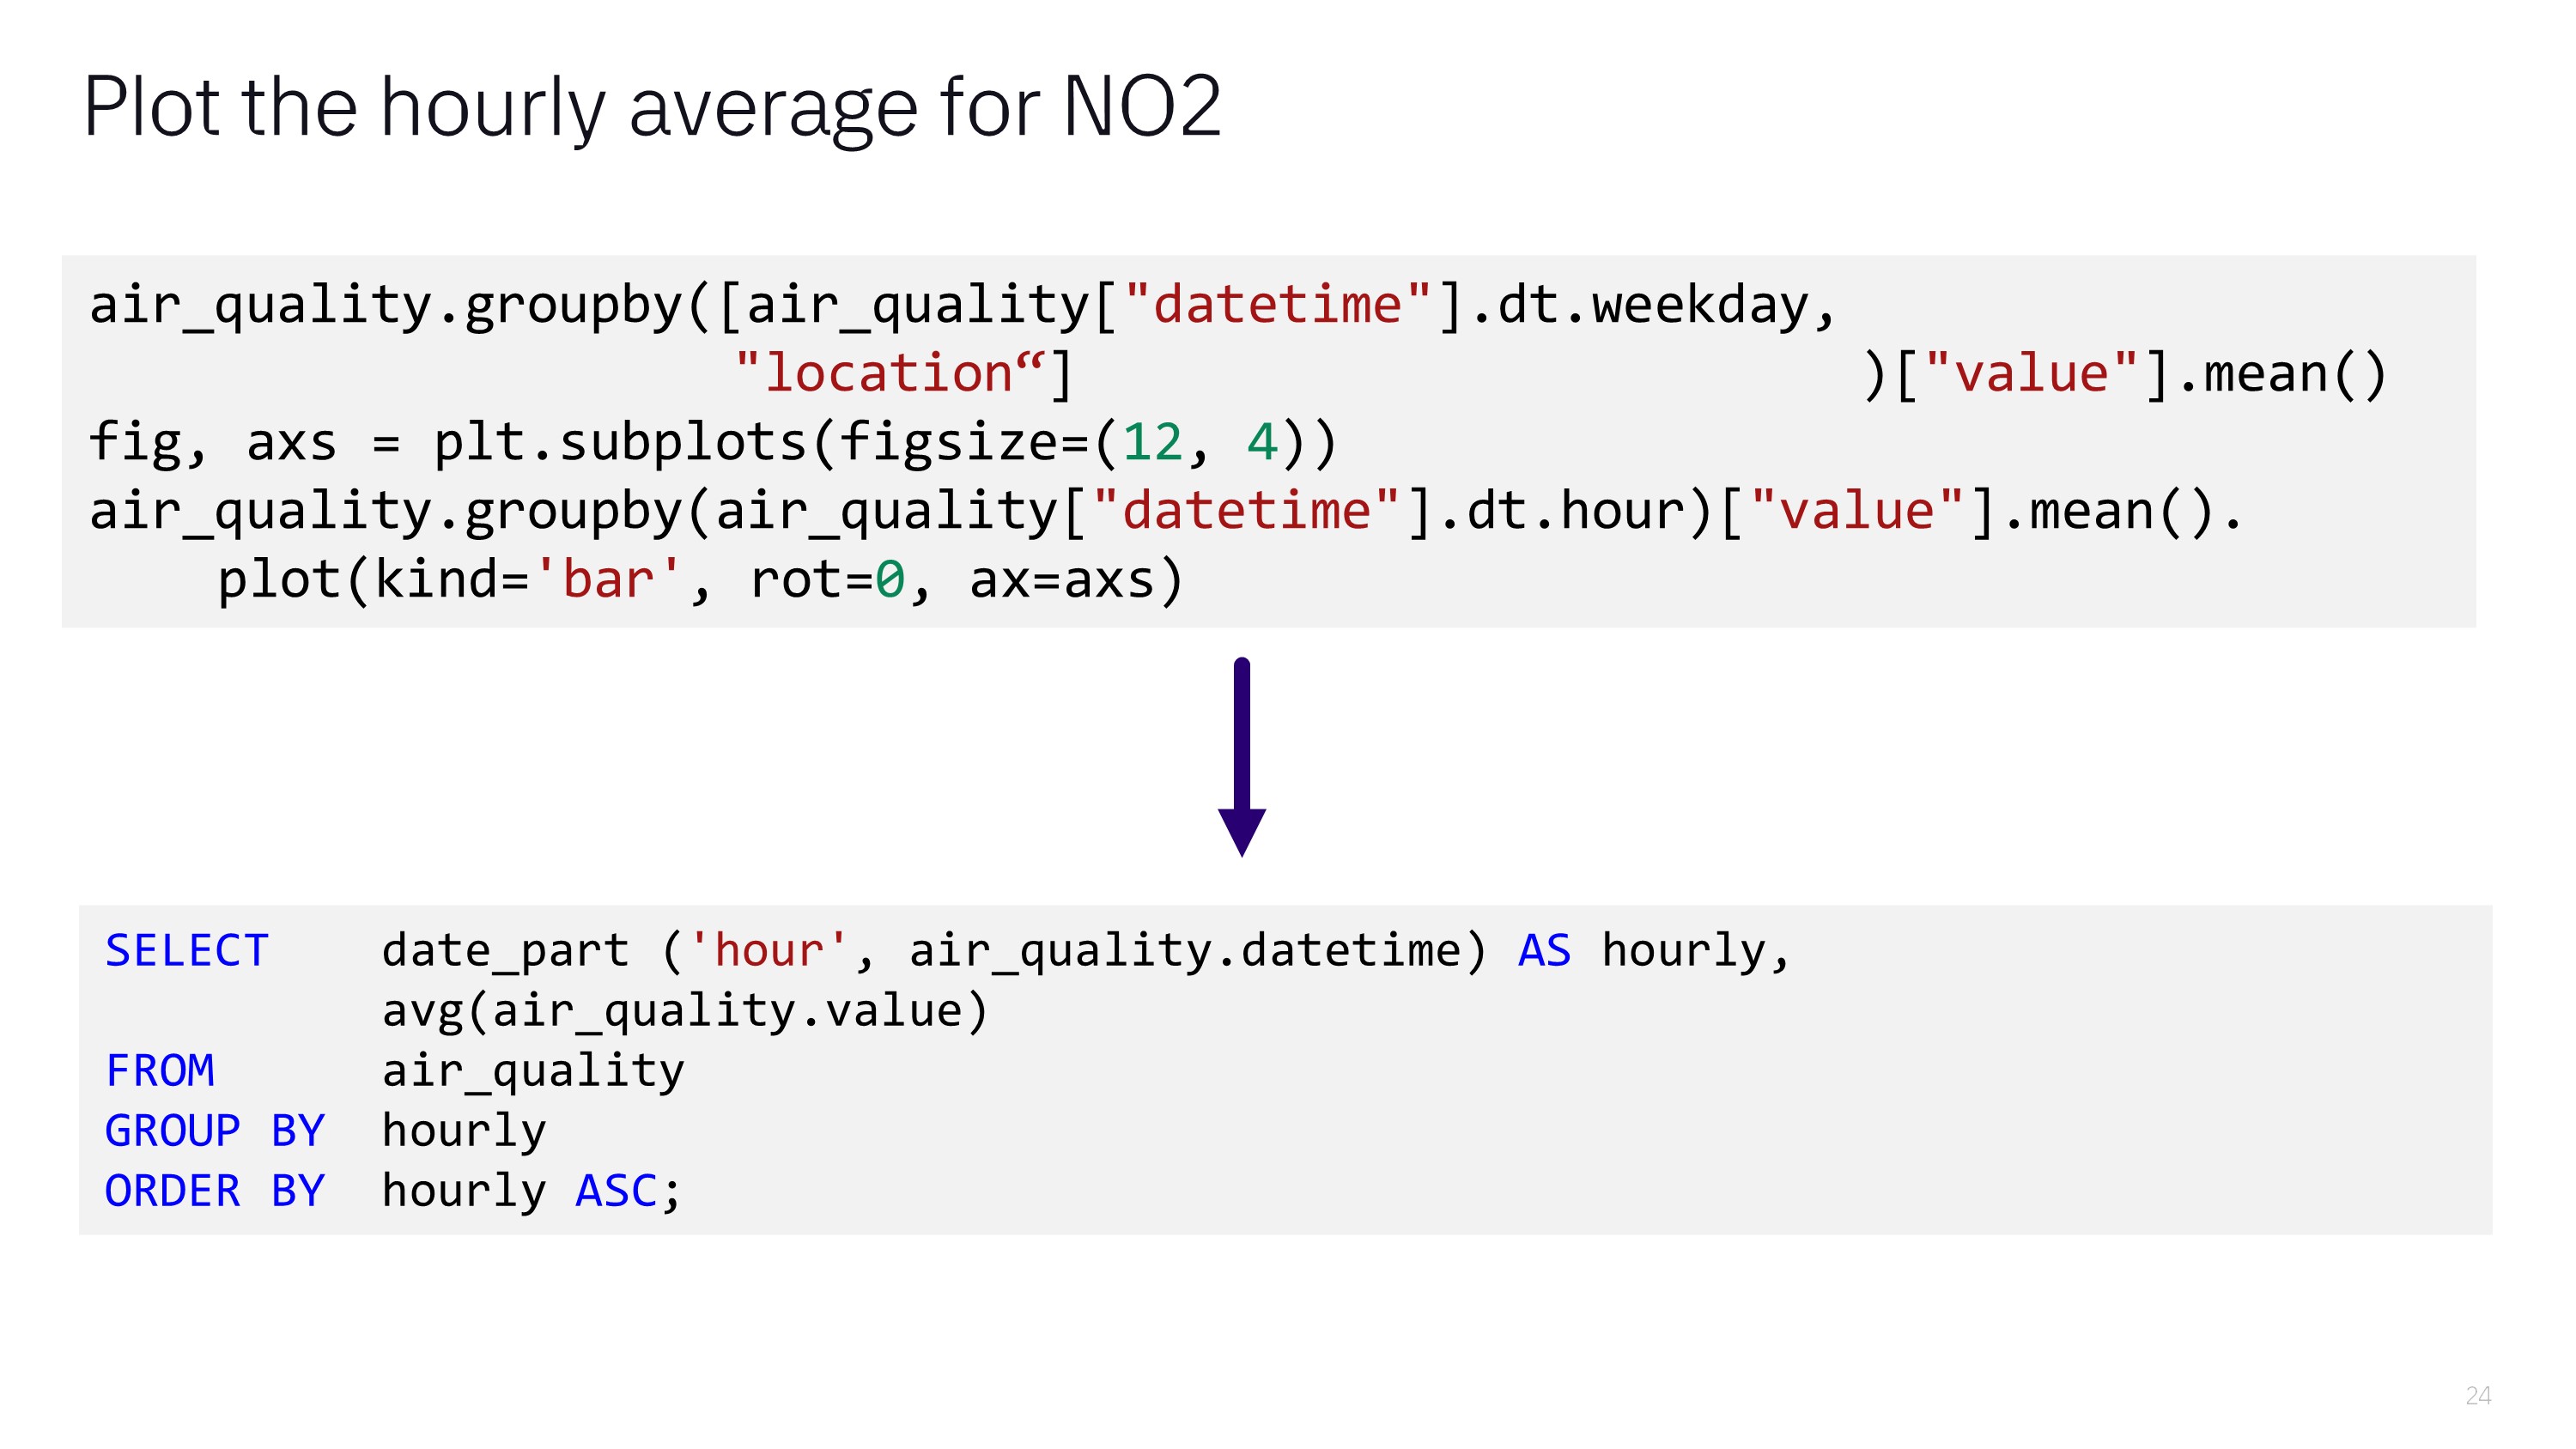 Plot the hourly average for NO2
air_quality.groupby([air_quality["datetime"].dt.weekday,
"location“] )["value"].mean()
fig, axs = plt.subplots(figsize=(12, 4))
air_quality.groupby(air_quality["datetime"].dt.hour)["value"].mean().
plot(kind='bar', rot=0, ax=axs)
SELECT date_part ('hour', air_quality.datetime) AS hourly,
avg(air_quality.value)
FROM air_quality
GROUP BY hourly
ORDER BY hourly ASC;
24